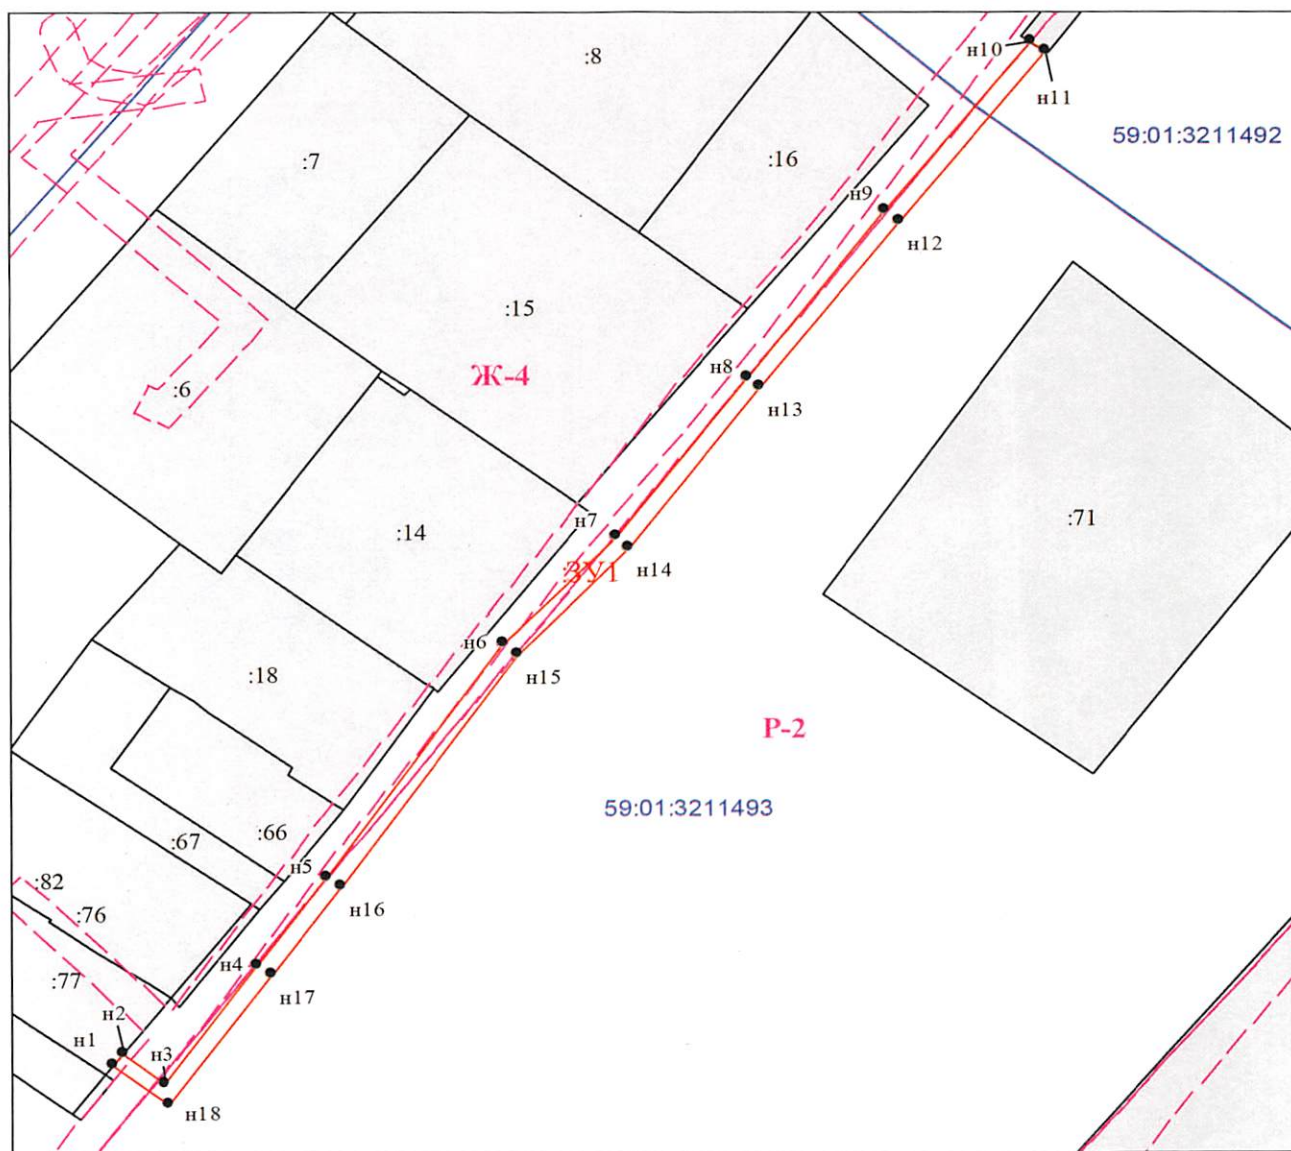 :8
н10
н11
59:01:3211492
:7
:16
н9
н12
:15
Ж-4
н8
н13
:6
:71
:14
н7
н14
:ЗУ1
н6
н15
:18
Р-2
59:01:3211493
:67
:66
н5
:82
н16
:76
н4
н17
:77
н2
н1
н3
н18